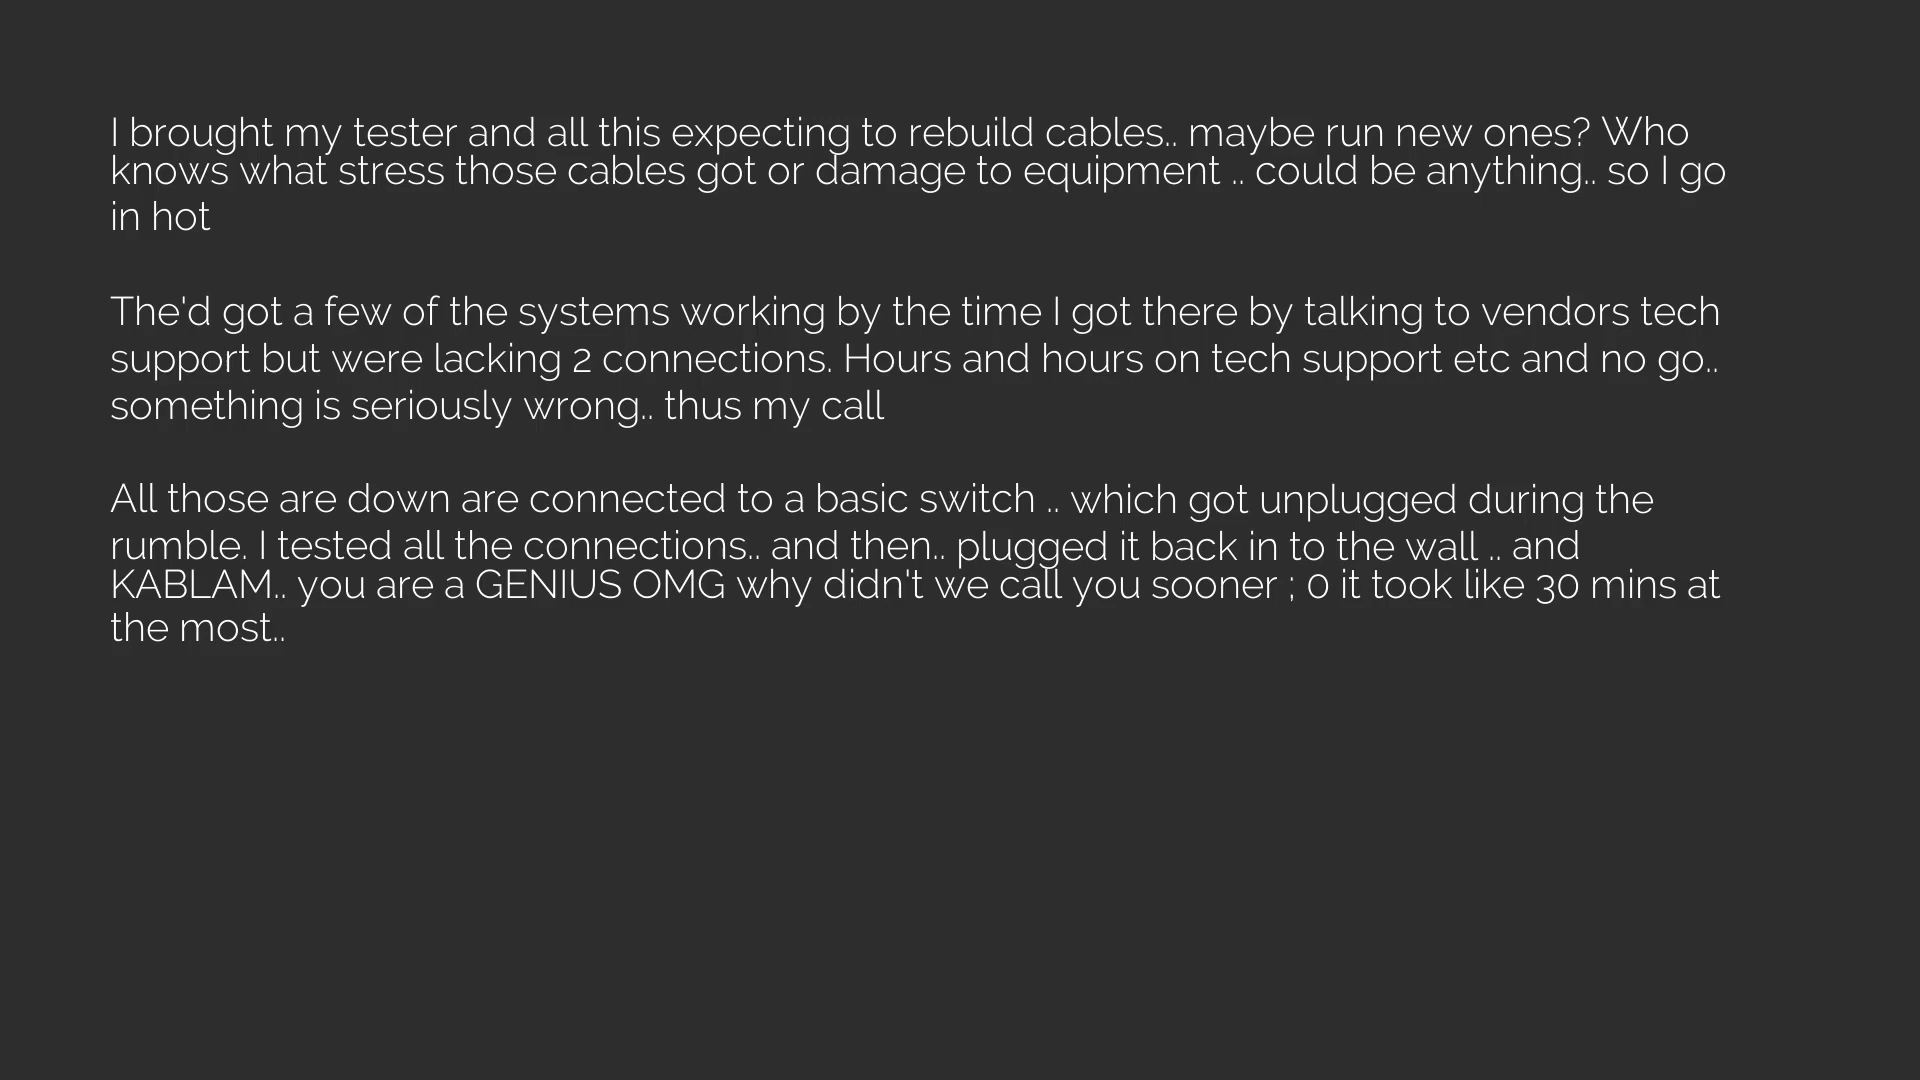 I brought my tester and all this expecting to rebuild cables.. maybe run new ones? Who
knows what stress those cables got or damage to equipment .. could be anything.. so I go
in hot
The'd got a few of the systems working by the time I got there by talking to vendors tech
support but were lacking 2 connections. Hours and hours on tech support etc and no go..
something is seriously wrong.. thus my call
All those are down are connected to a basic switch .. which got unplugged during the
rumble. I tested all the connections.. and then.. plugged it back in to the wall .. and
KABLAM.. you are a GENIUS OMG why didn't we call you sooner ; 0 it took like 30 mins at
the most..